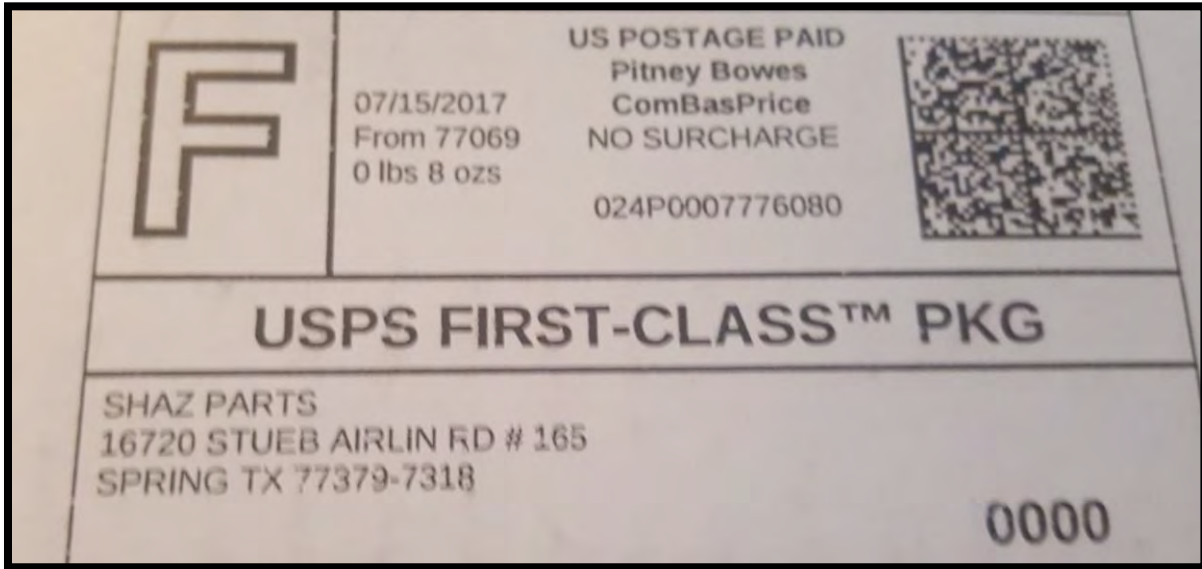 F
07/15/2017
From 77069
0 lbs 8 ozs
US POSTAGE PAID
Pitney Bowes
ComBasPrice
NO SURCHARGE
024P0007776080
USPS FIRST-CLASS™ PKG
SHAZ PARTS
16720 STUEB AIRLIN RD # 165
SPRING TX 77379-7318
0000